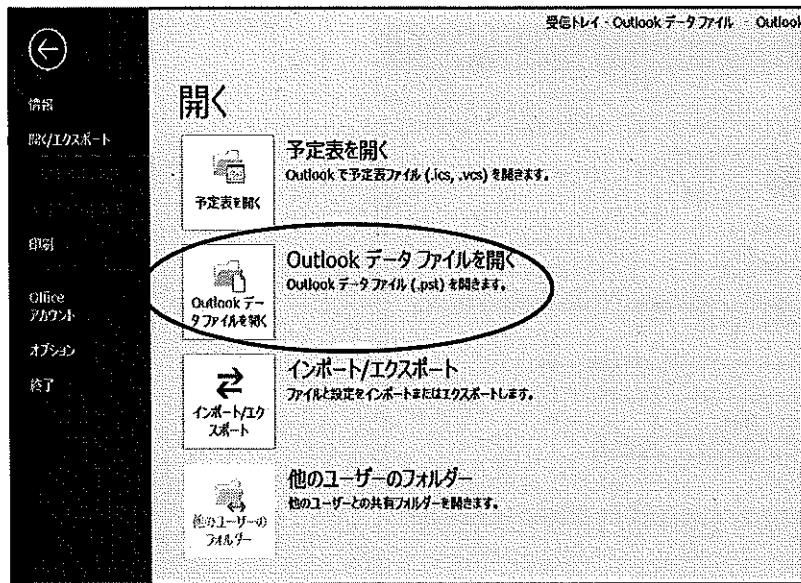 受信トレイ - Outlook データ ファイル - Outlook
情報
開く/エクスポート
印刷
Office
アカウント
オプション
終了
開く
予定表を開く
予定表を開く
Outlook で予定表ファイル (.ics, .vcs) を開きます。
Outlook デー
タ ファイルを開く
Outlook データ ファイルを開く
Outlook データ ファイル (.pst) を開きます。
インポート/エク
スポート
インポート/エクスポート
ファイルと設定をインポートまたはエクスポートします。
他のユーザーの
フォルダー
他のユーザーのフォルダー
他のユーザーとの共有フォルダーを開きます。